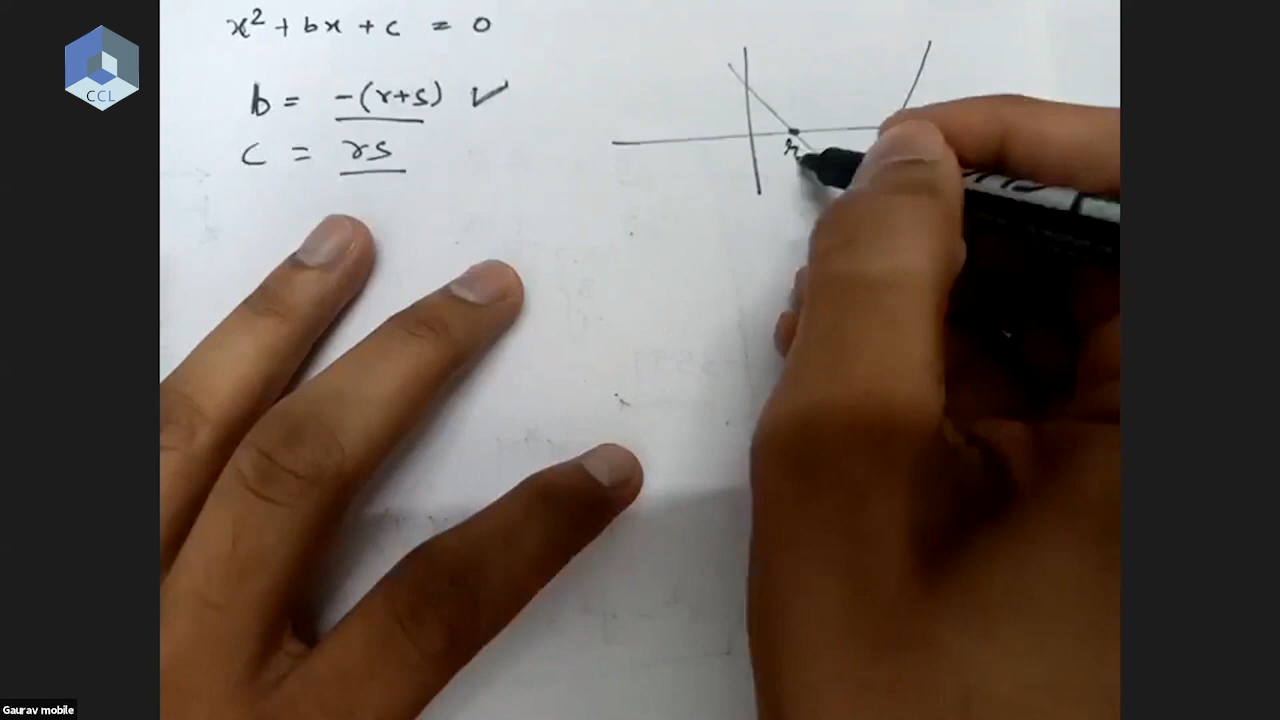 CCL
x² + bx + c = 0
b = -(r+s) ✓
c = rs
r
Gaurav mobile